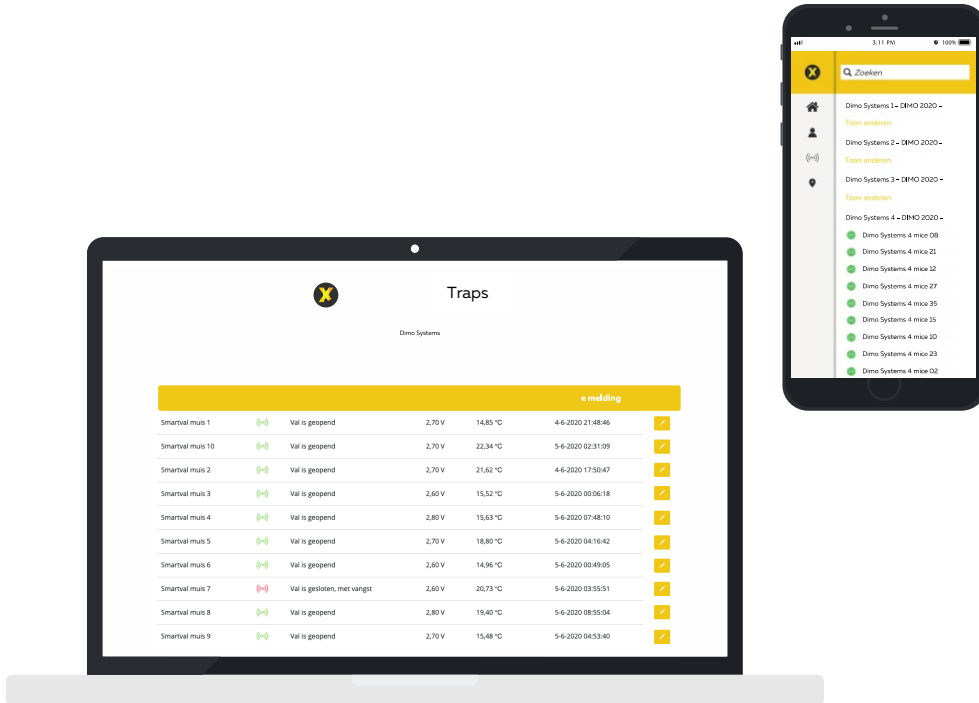 3:11 PM 100%
Zoeken
Dimo Systems 1 - DIMO 2020 -
Toon anderen
Dimo Systems 2 - DIMO 2020 -
Toon anderen
Dimo Systems 3 - DIMO 2020 -
Toon anderen
Dimo Systems 4 - DIMO 2020 -
Dimo Systems 4 mice 08
Dimo Systems 4 mice 21
Dimo Systems 4 mice 12
Dimo Systems 4 mice 27
Dimo Systems 4 mice 35
Dimo Systems 4 mice 15
Dimo Systems 4 mice 10
Dimo Systems 4 mice 23
Dimo Systems 4 mice 02
X Traps
Dimo Systems
e melding
Smartval muis 1 Val is geopend 2,70 V 14,85 °C 4-6-2020 21:48:46
Smartval muis 10 Val is geopend 2,70 V 22,34 °C 5-6-2020 02:31:09
Smartval muis 2 Val is geopend 2,70 V 21,62 °C 4-6-2020 17:50:47
Smartval muis 3 Val is geopend 2,60 V 15,52 °C 5-6-2020 00:06:18
Smartval muis 4 Val is geopend 2,80 V 15,63 °C 5-6-2020 07:48:10
Smartval muis 5 Val is geopend 2,70 V 18,80 °C 5-6-2020 04:16:42
Smartval muis 6 Val is geopend 2,60 V 14,96 °C 5-6-2020 00:49:05
Smartval muis 7 Val is gesloten, met vangst 2,60 V 20,73 °C 5-6-2020 03:55:51
Smartval muis 8 Val is geopend 2,80 V 19,40 °C 5-6-2020 08:55:04
Smartval muis 9 Val is geopend 2,70 V 15,48 °C 5-6-2020 04:53:40